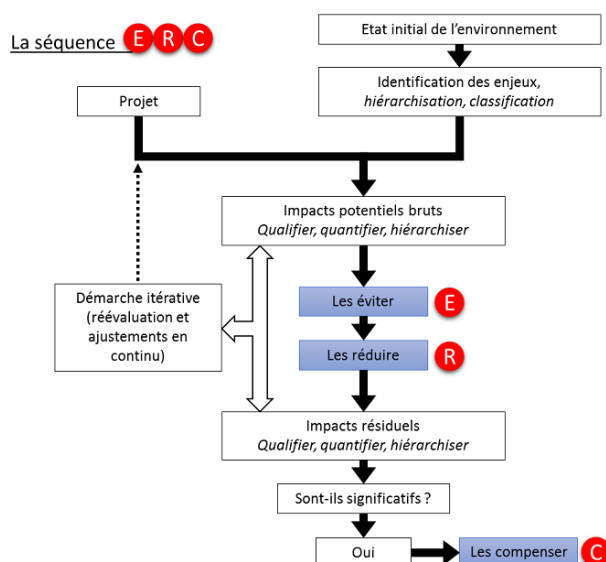 La séquence E R C
Etat initial de l'environnement
Identification des enjeux,
hiérarchisation, classification
Projet
Impacts potentiels bruts
Qualifier, quantifier, hiérarchiser
Démarche itérative
(réévaluation et
ajustements en
continu)
Les éviter
E
Les réduire
R
Impacts résiduels
Qualifier, quantifier, hiérarchiser
Sont-ils significatifs ?
Oui
Les compenser
C